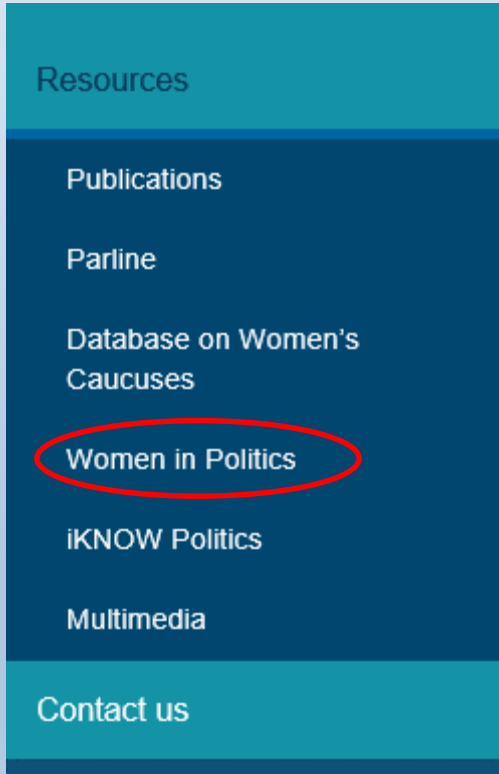 Resources
Publications
Parline
Database on Women's
Caucuses
Women in Politics
iKNOW Politics
Multimedia
Contact us